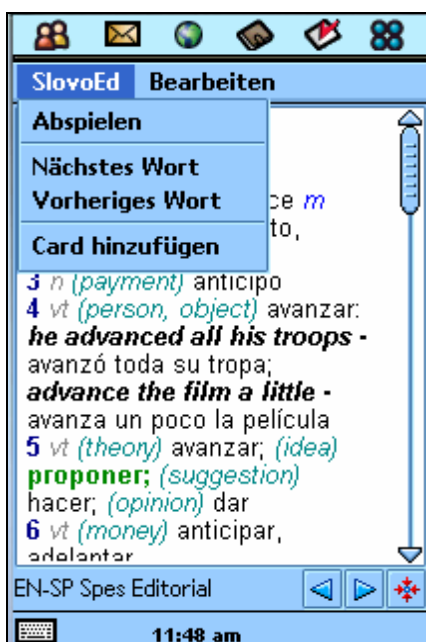 SlovoEd Bearbeiten
Abspielen
Nächstes Wort
Vorheriges Wort
Card hinzufügen
ce m
to,
3 n (payment) anticipo
4 vt (person, object) avanzar:
he advanced all his troops -
avanzó toda su tropa;
advance the film a little -
avanza un poco la película
5 vt (theory) avanzar; (idea)
proponer; (suggestion)
hacer; (opinion) dar
6 vt (money) anticipar,
adelantar
EN-SP Spes Editorial
11:48 am